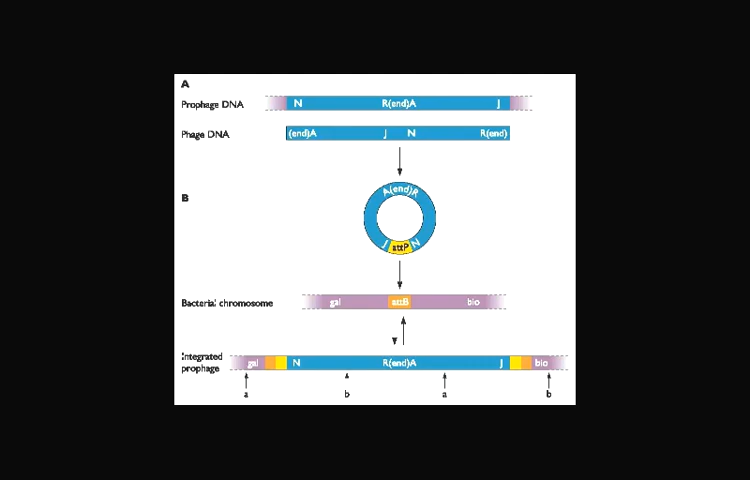 A
Prophage DNA N R(end)A J
Phage DNA (end)A J N R(end)
B
A(end)R
J attP N
Bacterial chromosome gal attB bio
Integrated
prophage
gal N R(end)A J bio
a b a b